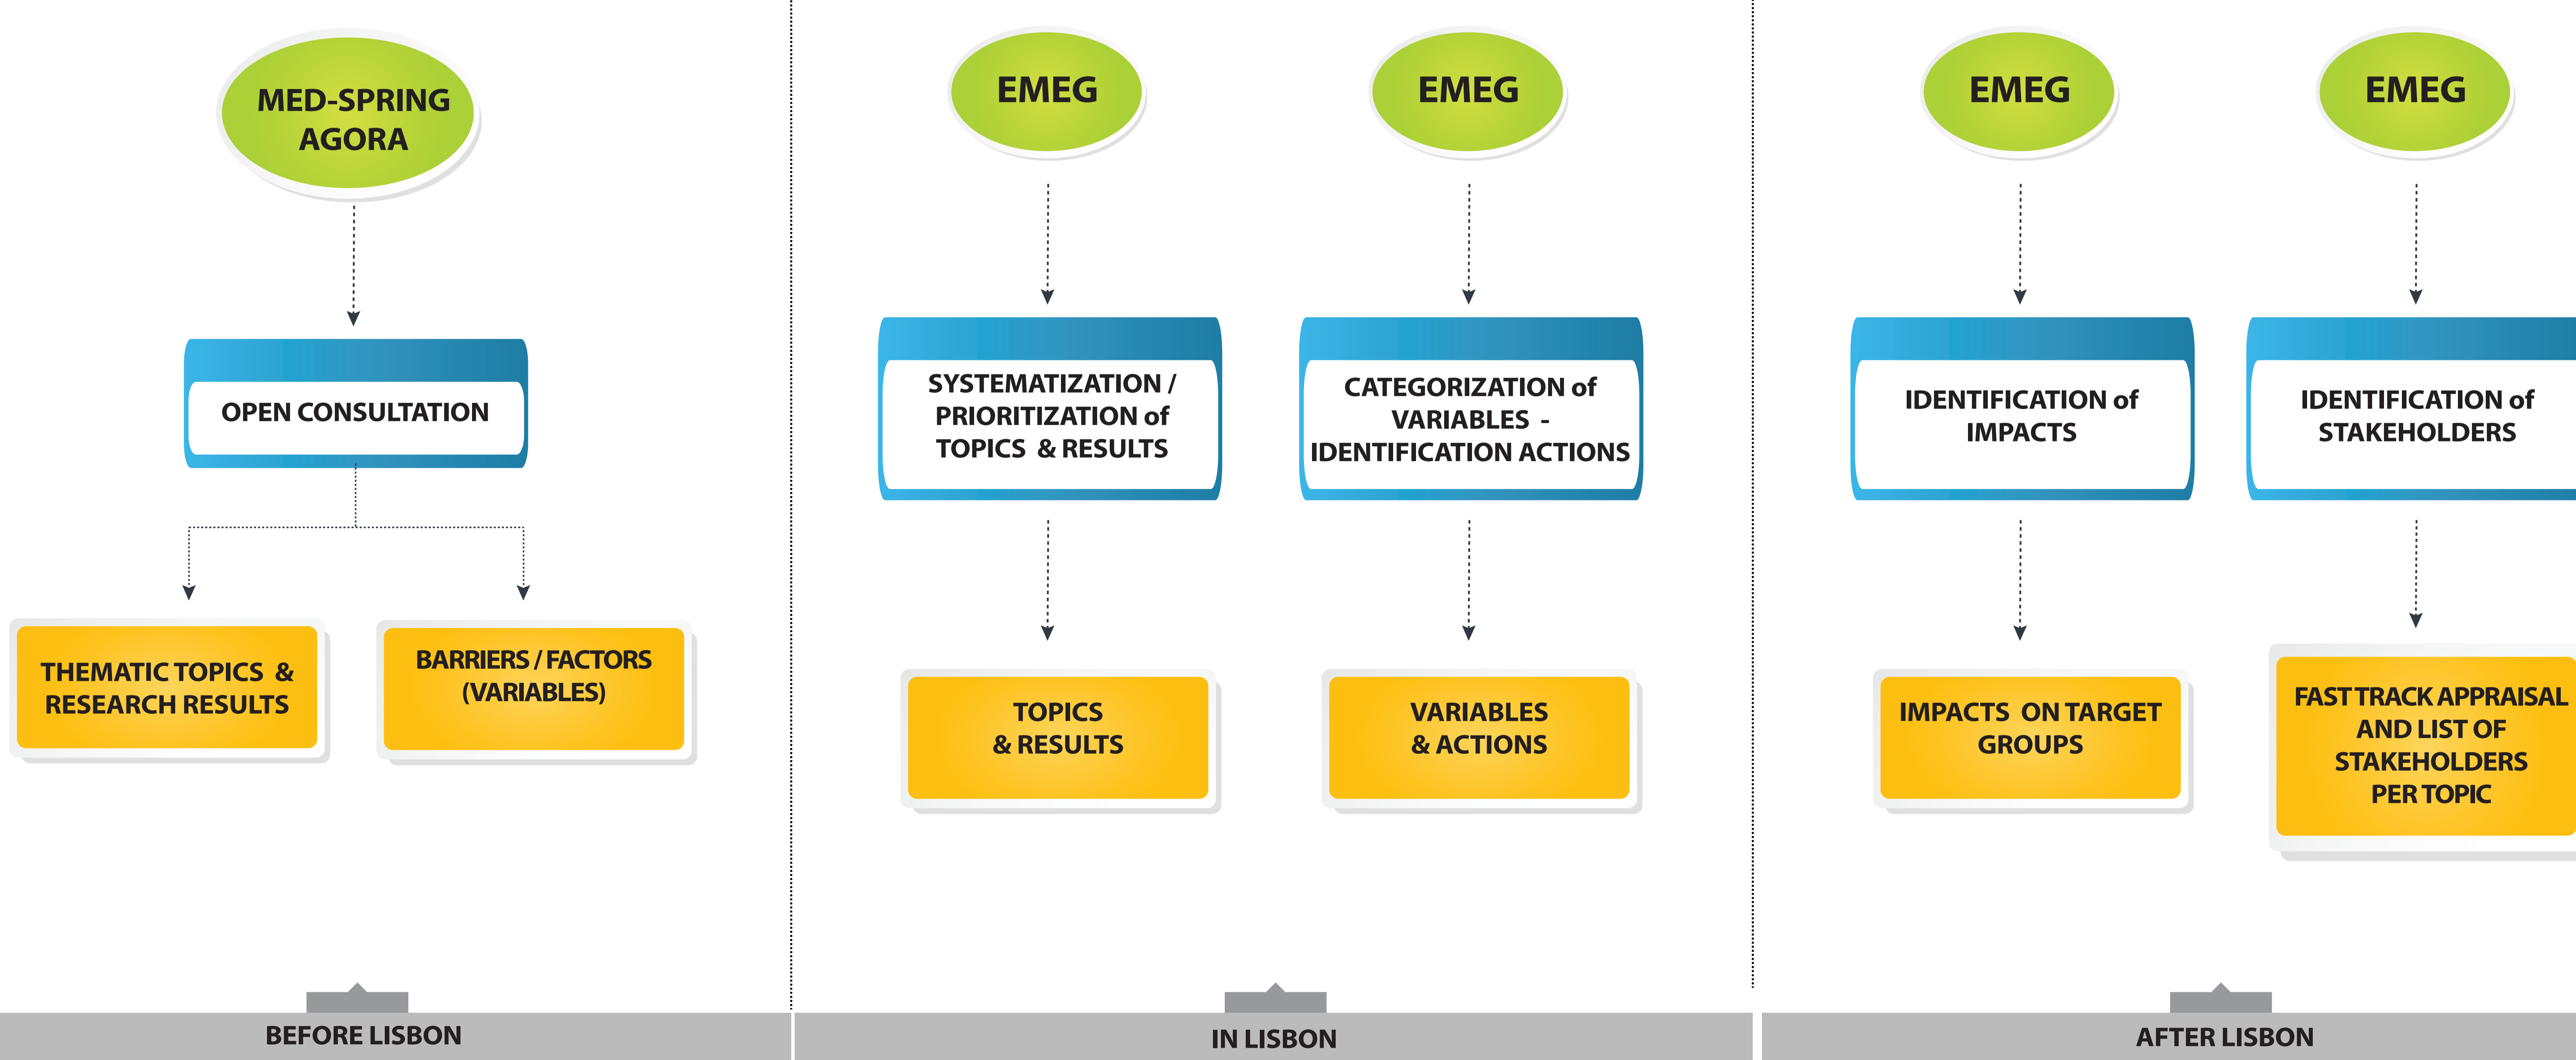 MED-SPRING
AGORA
OPEN CONSULTATION
THEMATIC TOPICS &
RESEARCH RESULTS
BARRIERS / FACTORS
(VARIABLES)
BEFORE LISBON
EMEG
SYSTEMATIZATION /
PRIORITIZATION of
TOPICS & RESULTS
TOPICS
& RESULTS
EMEG
CATEGORIZATION of
VARIABLES -
IDENTIFICATION ACTIONS
VARIABLES
& ACTIONS
IN LISBON
EMEG
IDENTIFICATION of
IMPACTS
IMPACTS ON TARGET
GROUPS
EMEG
IDENTIFICATION of
STAKEHOLDERS
FAST TRACK APPRAISAL
AND LIST OF
STAKEHOLDERS
PER TOPIC
AFTER LISBON